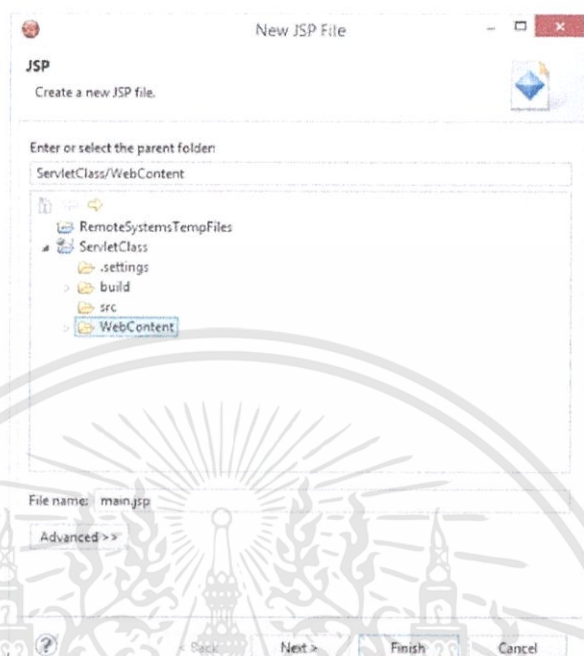 New JSP File
JSP
Create a new JSP file.
Enter or select the parent folder:
ServletClass/WebContent
RemoteSystemsTempFiles
ServletClass
.settings
build
src
WebContent
File name: main.jsp
Advanced >>
? < Back Next > Finish Cancel